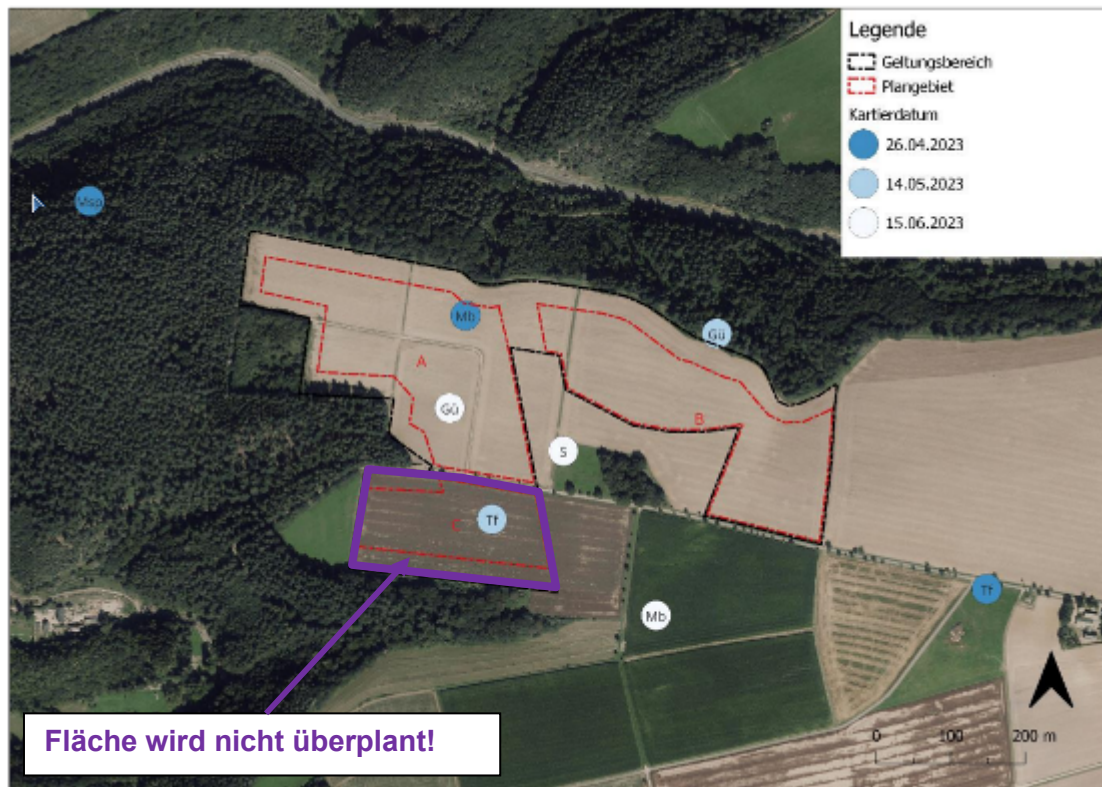 Legende
Geltungsbereich
Plangebiet
Kartierdatum
26.04.2023
14.05.2023
15.06.2023
Msp
Mb
Gü
A
Gü
B
S
Tf
C
Tf
Mb
0 100 200 m
Fläche wird nicht überplant!